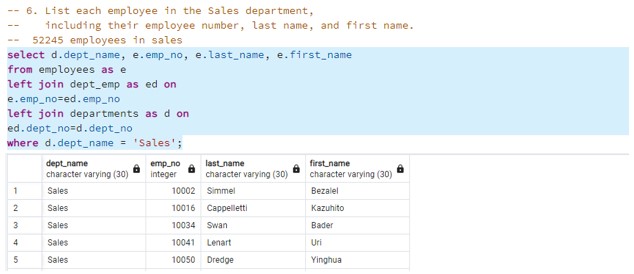 -- 6. List each employee in the Sales department,
--    including their employee number, last name, and first name.
--  52245 employees in sales
select d.dept_name, e.emp_no, e.last_name, e.first_name
from employees as e
left join dept_emp as ed on
e.emp_no=ed.emp_no
left join departments as d on
ed.dept_no=d.dept_no
where d.dept_name = 'Sales';
dept_name emp_no last_name first_name
character varying (30) integer character varying (30) character varying (30)
1 Sales 10002 Simmel Bezalel
2 Sales 10016 Cappelletti Kazuhito
3 Sales 10034 Swan Bader
4 Sales 10041 Lenart Uri
5 Sales 10050 Dredge Yinghua